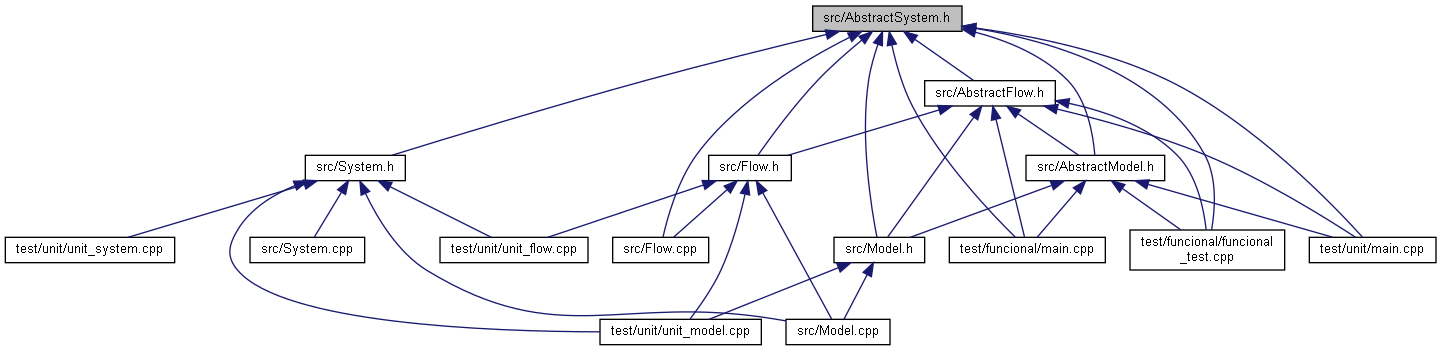 src/AbstractSystem.h
src/AbstractFlow.h
src/System.h
src/Flow.h
src/AbstractModel.h
test/unit/unit_system.cpp
src/System.cpp
test/unit/unit_flow.cpp
src/Flow.cpp
src/Model.h
test/funcional/main.cpp
test/funcional/funcional
_test.cpp
test/unit/main.cpp
test/unit/unit_model.cpp
src/Model.cpp